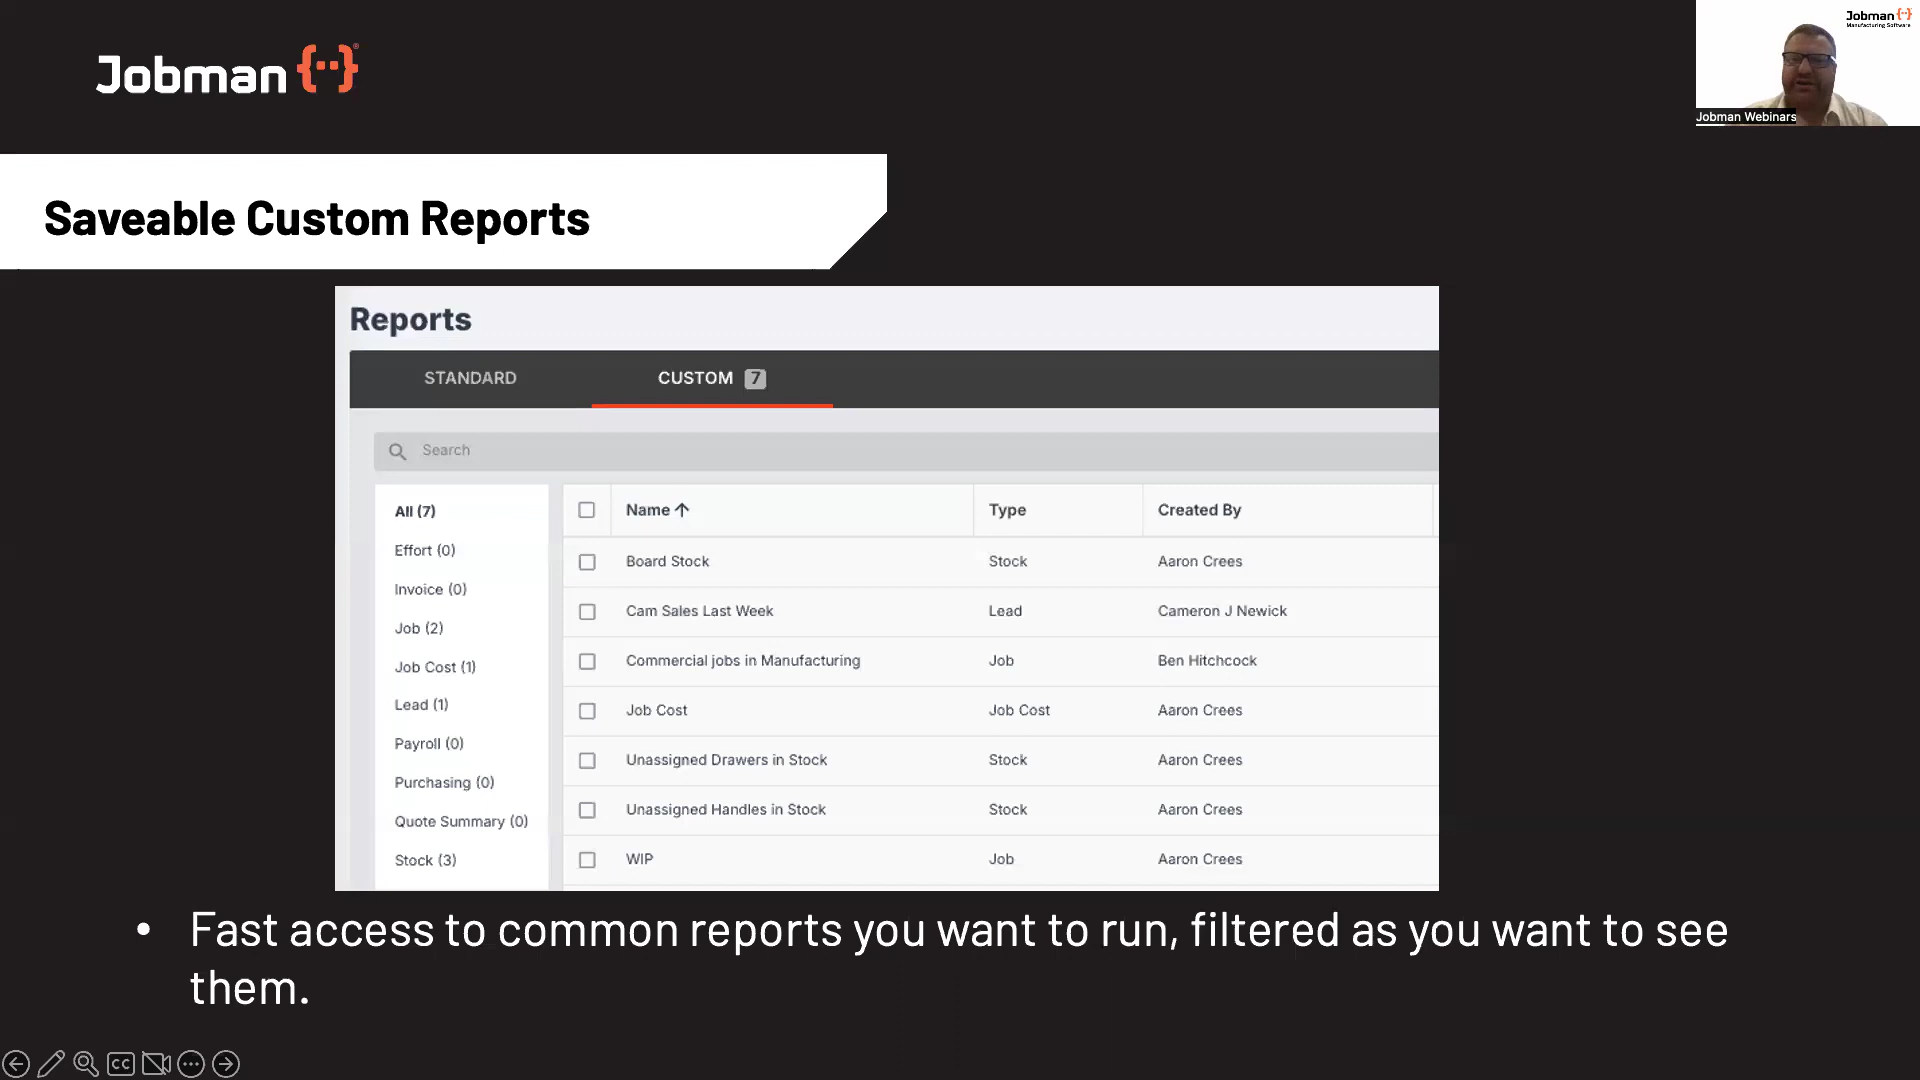 Jobman
Jobman
Manufacturing Software
Jobman Webinars
Saveable Custom Reports
Reports
STANDARD
CUSTOM 7
Search
All (7)
Effort (0)
Invoice (0)
Job (2)
Job Cost (1)
Lead (1)
Payroll (0)
Purchasing (0)
Quote Summary (0)
Stock (3)
Name Type Created By
Board Stock Stock Aaron Crees
Cam Sales Last Week Lead Cameron J Newick
Commercial jobs in Manufacturing Job Ben Hitchcock
Job Cost Job Cost Aaron Crees
Unassigned Drawers in Stock Stock Aaron Crees
Unassigned Handles in Stock Stock Aaron Crees
WIP Job Aaron Crees
• Fast access to common reports you want to run, filtered as you want to see
them.
CC